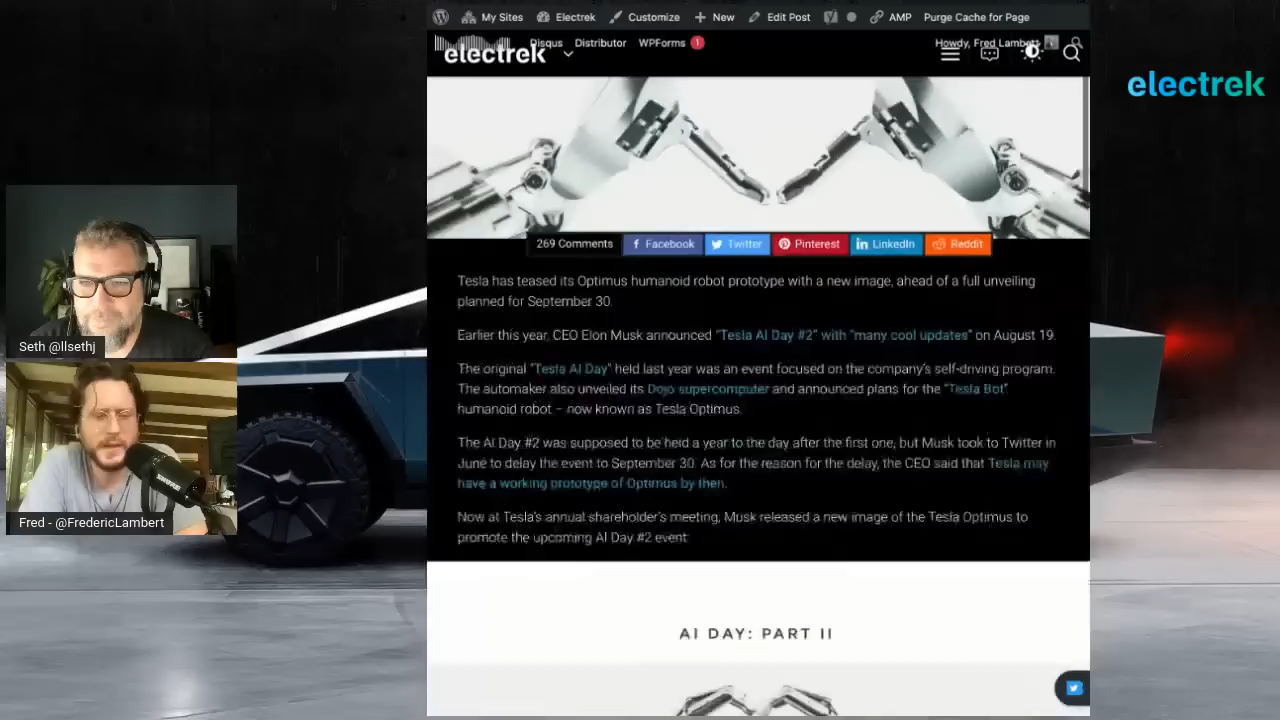 My Sites Electrek Customize + New Edit Post AMP Purge Cache for Page
Disqus Distributor WPForms 1 Howdy, Fred Lambert
electrek
electrek
269 Comments Facebook Twitter Pinterest LinkedIn Reddit
Tesla has teased its Optimus humanoid robot prototype with a new image, ahead of a full unveiling
planned for September 30.
Earlier this year, CEO Elon Musk announced "Tesla AI Day #2" with "many cool updates" on August 19.
The original "Tesla AI Day" held last year was an event focused on the company's self-driving program.
The automaker also unveiled its Dojo supercomputer and announced plans for the "Tesla Bot"
humanoid robot – now known as Tesla Optimus.
The AI Day #2 was supposed to be held a year to the day after the first one, but Musk took to Twitter in
June to delay the event to September 30. As for the reason for the delay, the CEO said that Tesla may
have a working prototype of Optimus by then.
Now at Tesla's annual shareholder's meeting, Musk released a new image of the Tesla Optimus to
promote the upcoming AI Day #2 event:
AI DAY: PART II
Seth @llsethj
Fred - @FredericLambert